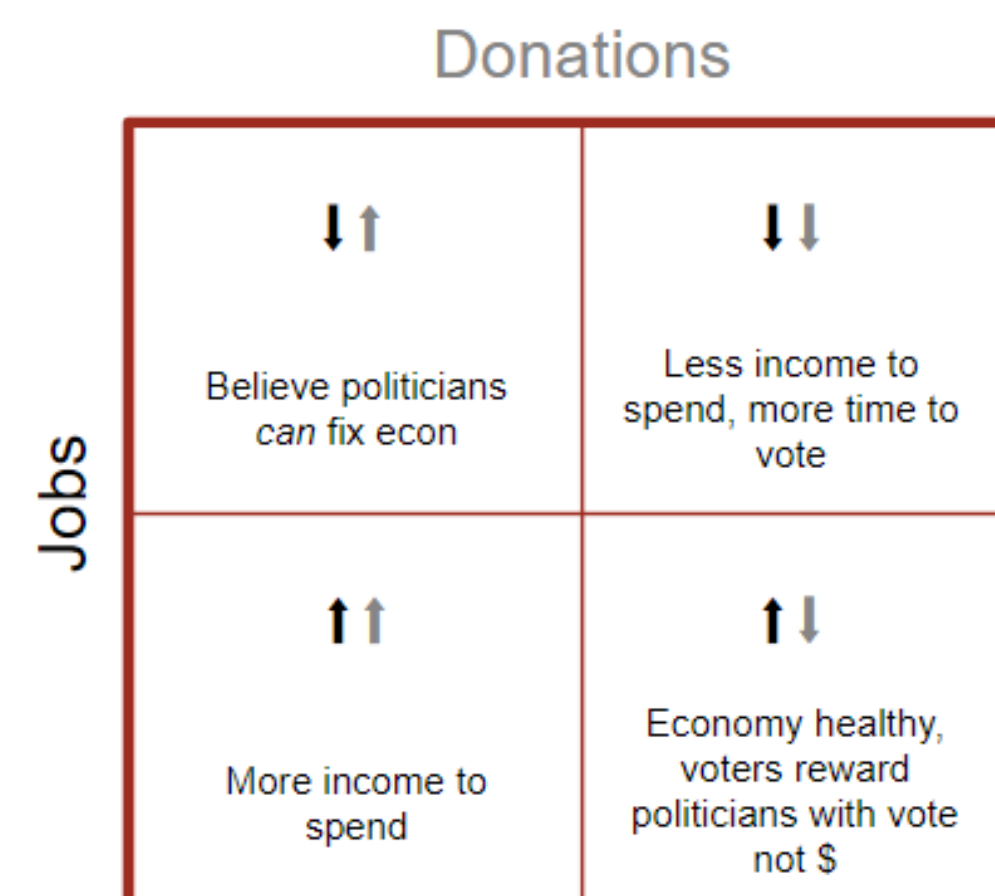 Donations
Jobs
Believe politicians
can fix econ
Less income to
spend, more time to
vote
More income to
spend
Economy healthy,
voters reward
politicians with vote
not $